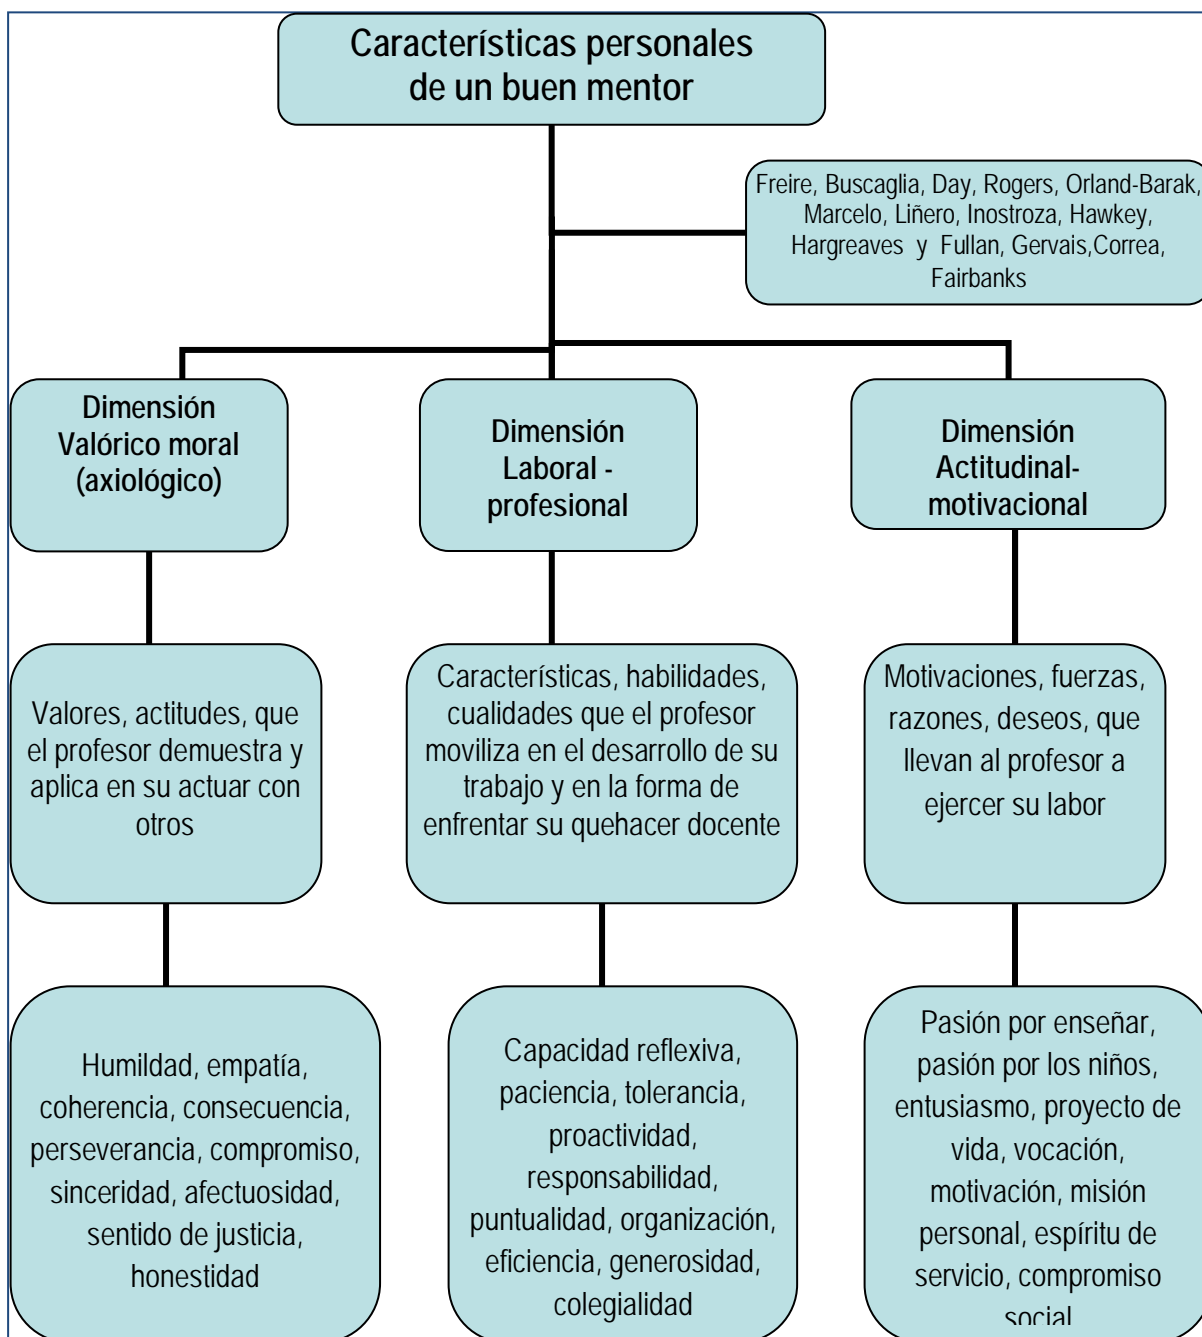 Características personales
de un buen mentor
Freire, Buscaglia, Day, Rogers, Orland-Barak,
Marcelo, Liñero, Inostroza, Hawkey,
Hargreaves y Fullan, Gervais,Correa,
Fairbanks
Dimensión
Valórico moral
(axiológico)
Dimensión
Laboral -
profesional
Dimensión
Actitudinal-
motivacional
Valores, actitudes, que
el profesor demuestra y
aplica en su actuar con
otros
Características, habilidades,
cualidades que el profesor
moviliza en el desarrollo de su
trabajo y en la forma de
enfrentar su quehacer docente
Motivaciones, fuerzas,
razones, deseos, que
llevan al profesor a
ejercer su labor
Humildad, empatía,
coherencia, consecuencia,
perseverancia, compromiso,
sinceridad, afectuosidad,
sentido de justicia,
honestidad
Capacidad reflexiva,
paciencia, tolerancia,
proactividad,
responsabilidad,
puntualidad, organización,
eficiencia, generosidad,
colegialidad
Pasión por enseñar,
pasión por los niños,
entusiasmo, proyecto de
vida, vocación,
motivación, misión
personal, espíritu de
servicio, compromiso
social